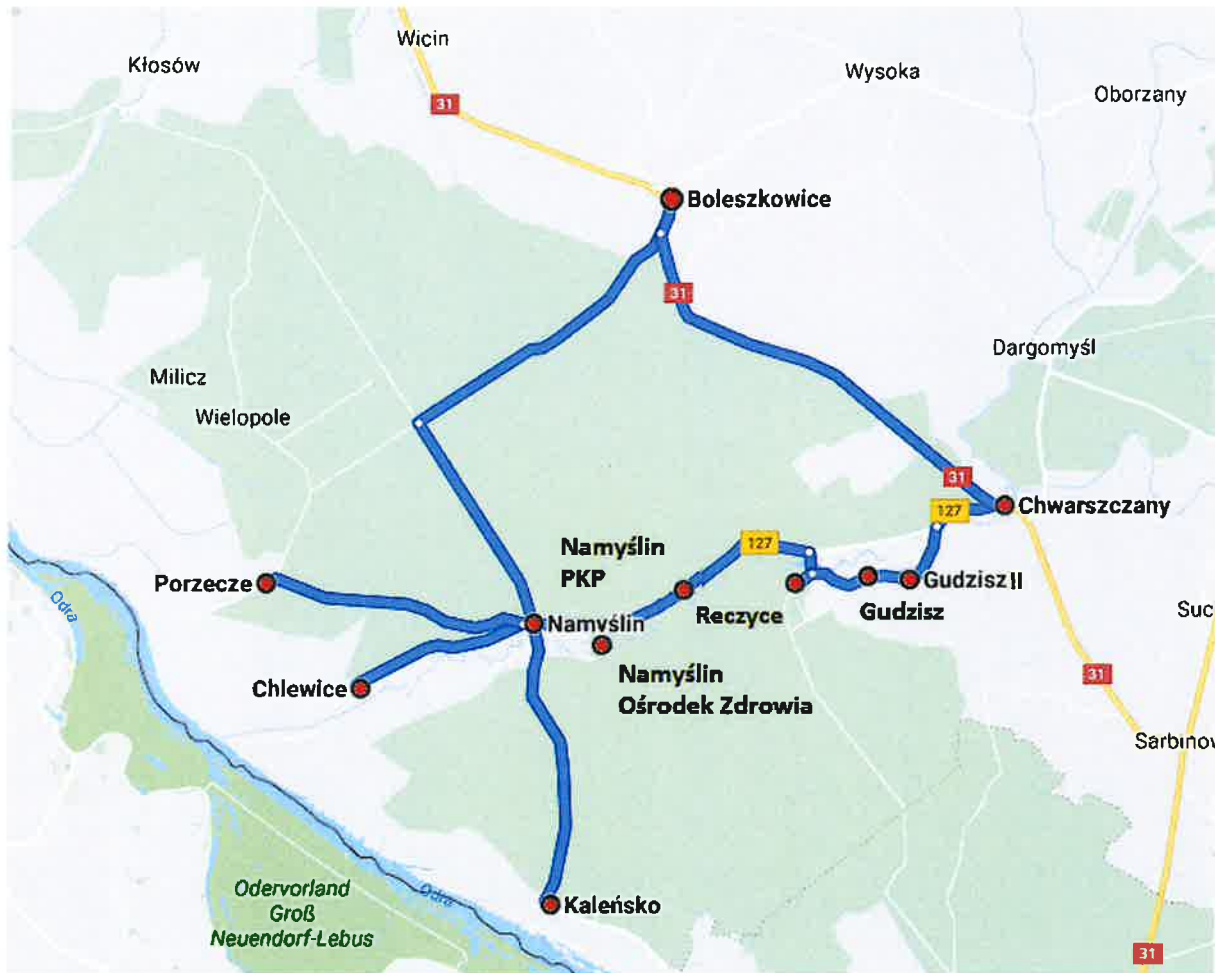 Wicin
Kłosów
Wysoka
Oborzany
31
Boleszkowice
31
Dargomyśl
Milicz
Wielopole
31
Chwarszczany
127
Namyślin
PKP
127
Porzecze
Gudzisz II
Odra
Reczyce
Gudzisz
Suc
Namyślin
Chlewice
Namyślin
Ośrodek Zdrowia
31
Sarbinow
Odervorland
Groß
Neuendorf-Lebus
Odra
Kaleńsko
31